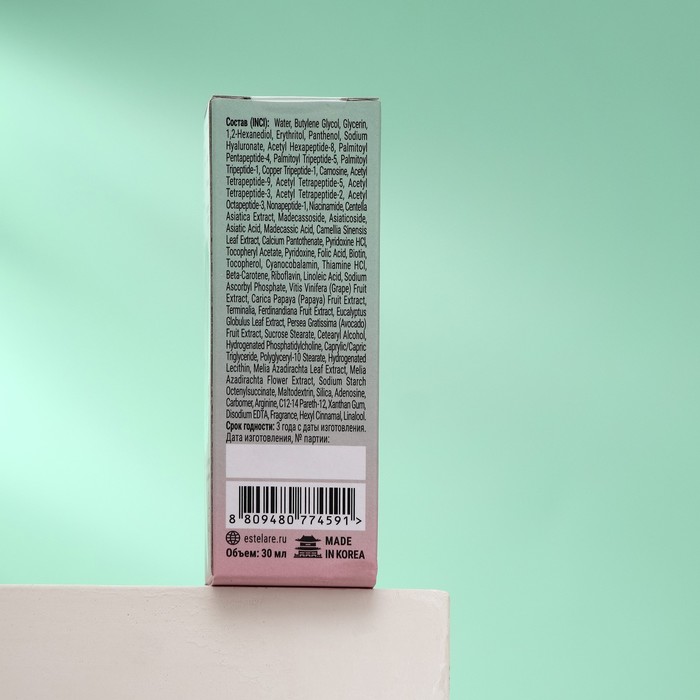 Состав (INCI): Water, Butylene Glycol, Glycerin,
1,2-Hexanediol, Erythritol, Panthenol, Sodium
Hyaluronate, Acetyl Hexapeptide-8, Palmitoyl
Pentapeptide-4, Palmitoyl Tripeptide-5, Palmitoyl
Tripeptide-1, Copper Tripeptide-1, Carnosine, Acetyl
Tetrapeptide-9, Acetyl Tetrapeptide-5, Acetyl
Tetrapeptide-3, Acetyl Tetrapeptide-2, Acetyl
Octapeptide-3, Nonapeptide-1, Niacinamide, Centella
Asiatica Extract, Madecassoside, Asiaticoside,
Asiatic Acid, Madecassic Acid, Camellia Sinensis
Leaf Extract, Calcium Pantothenate, Pyridoxine HCl,
Tocopheryl Acetate, Pyridoxine, Folic Acid, Biotin,
Tocopherol, Cyanocobalamin, Thiamine HCl,
Beta-Carotene, Riboflavin, Linoleic Acid, Sodium
Ascorbyl Phosphate, Vitis Vinifera (Grape) Fruit
Extract, Carica Papaya (Papaya) Fruit Extract,
Terminalia, Ferdinandiana Fruit Extract, Eucalyptus
Globulus Leaf Extract, Persea Gratissima (Avocado)
Fruit Extract, Sucrose Stearate, Cetearyl Alcohol,
Hydrogenated Phosphatidylcholine, Caprylic/Capric
Triglyceride, Polyglyceryl-10 Stearate, Hydrogenated
Lecithin, Melia Azadirachta Leaf Extract, Melia
Azadirachta Flower Extract, Sodium Starch
Octenylsuccinate, Maltodextrin, Silica, Adenosine,
Carbomer, Arginine, C12-14 Pareth-12, Xanthan Gum,
Disodium EDTA, Fragrance, Hexyl Cinnamal, Linalool.
Срок годности: 3 года с даты изготовления.
Дата изготовления, № партии:
8 809480 774591 >
estelare.ru
Объем: 30 мл
MADE
IN KOREA